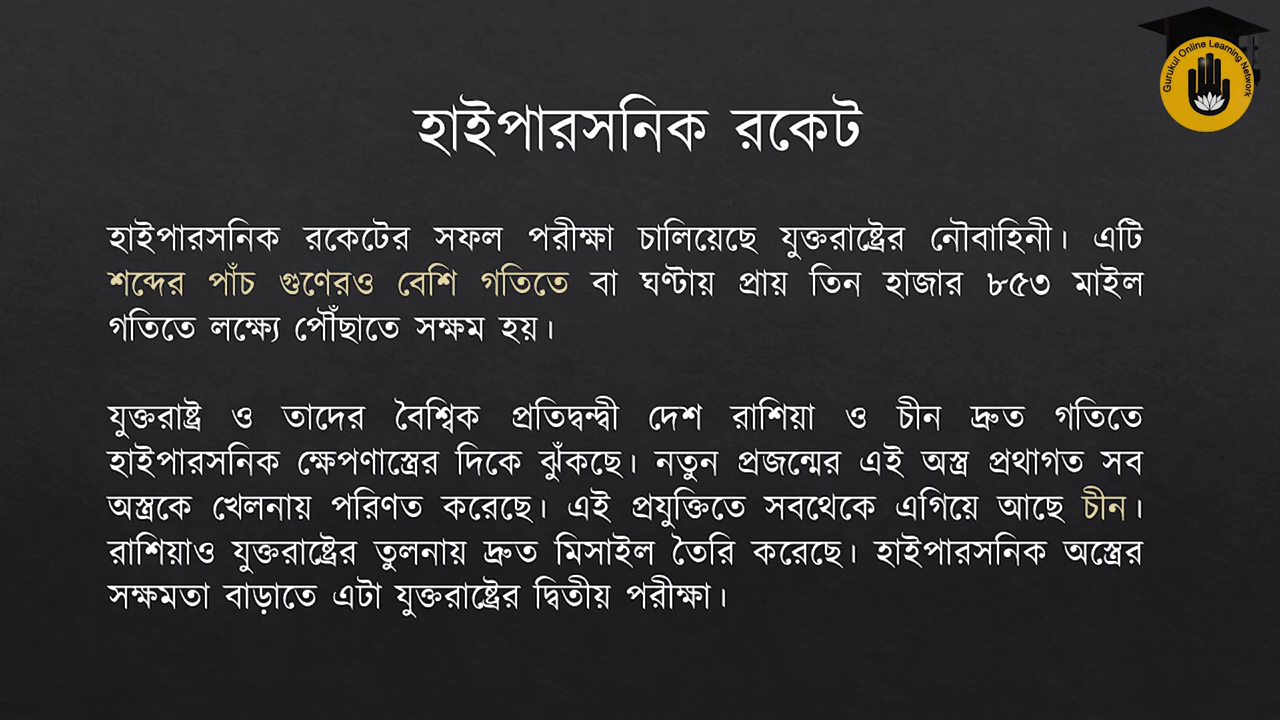 Gurukul Online Learning Network
হাইপারসনিক রকেট
হাইপারসনিক রকেটের সফল পরীক্ষা চালিয়েছে যুক্তরাষ্ট্রের নৌবাহিনী। এটি
শব্দের পাঁচ গুণেরও বেশি গতিতে বা ঘণ্টায় প্রায় তিন হাজার ৮৫৩ মাইল
গতিতে লক্ষ্যে পৌঁছাতে সক্ষম হয়।
যুক্তরাষ্ট্র ও তাদের বৈশ্বিক প্রতিদ্বন্দ্বী দেশ রাশিয়া ও চীন দ্রুত গতিতে
হাইপারসনিক ক্ষেপণাস্ত্রের দিকে ঝুঁকছে। নতুন প্রজন্মের এই অস্ত্র প্রথাগত সব
অস্ত্রকে খেলনায় পরিণত করেছে। এই প্রযুক্তিতে সবথেকে এগিয়ে আছে চীন।
রাশিয়াও যুক্তরাষ্ট্রের তুলনায় দ্রুত মিসাইল তৈরি করেছে। হাইপারসনিক অস্ত্রের
সক্ষমতা বাড়াতে এটা যুক্তরাষ্ট্রের দ্বিতীয় পরীক্ষা।